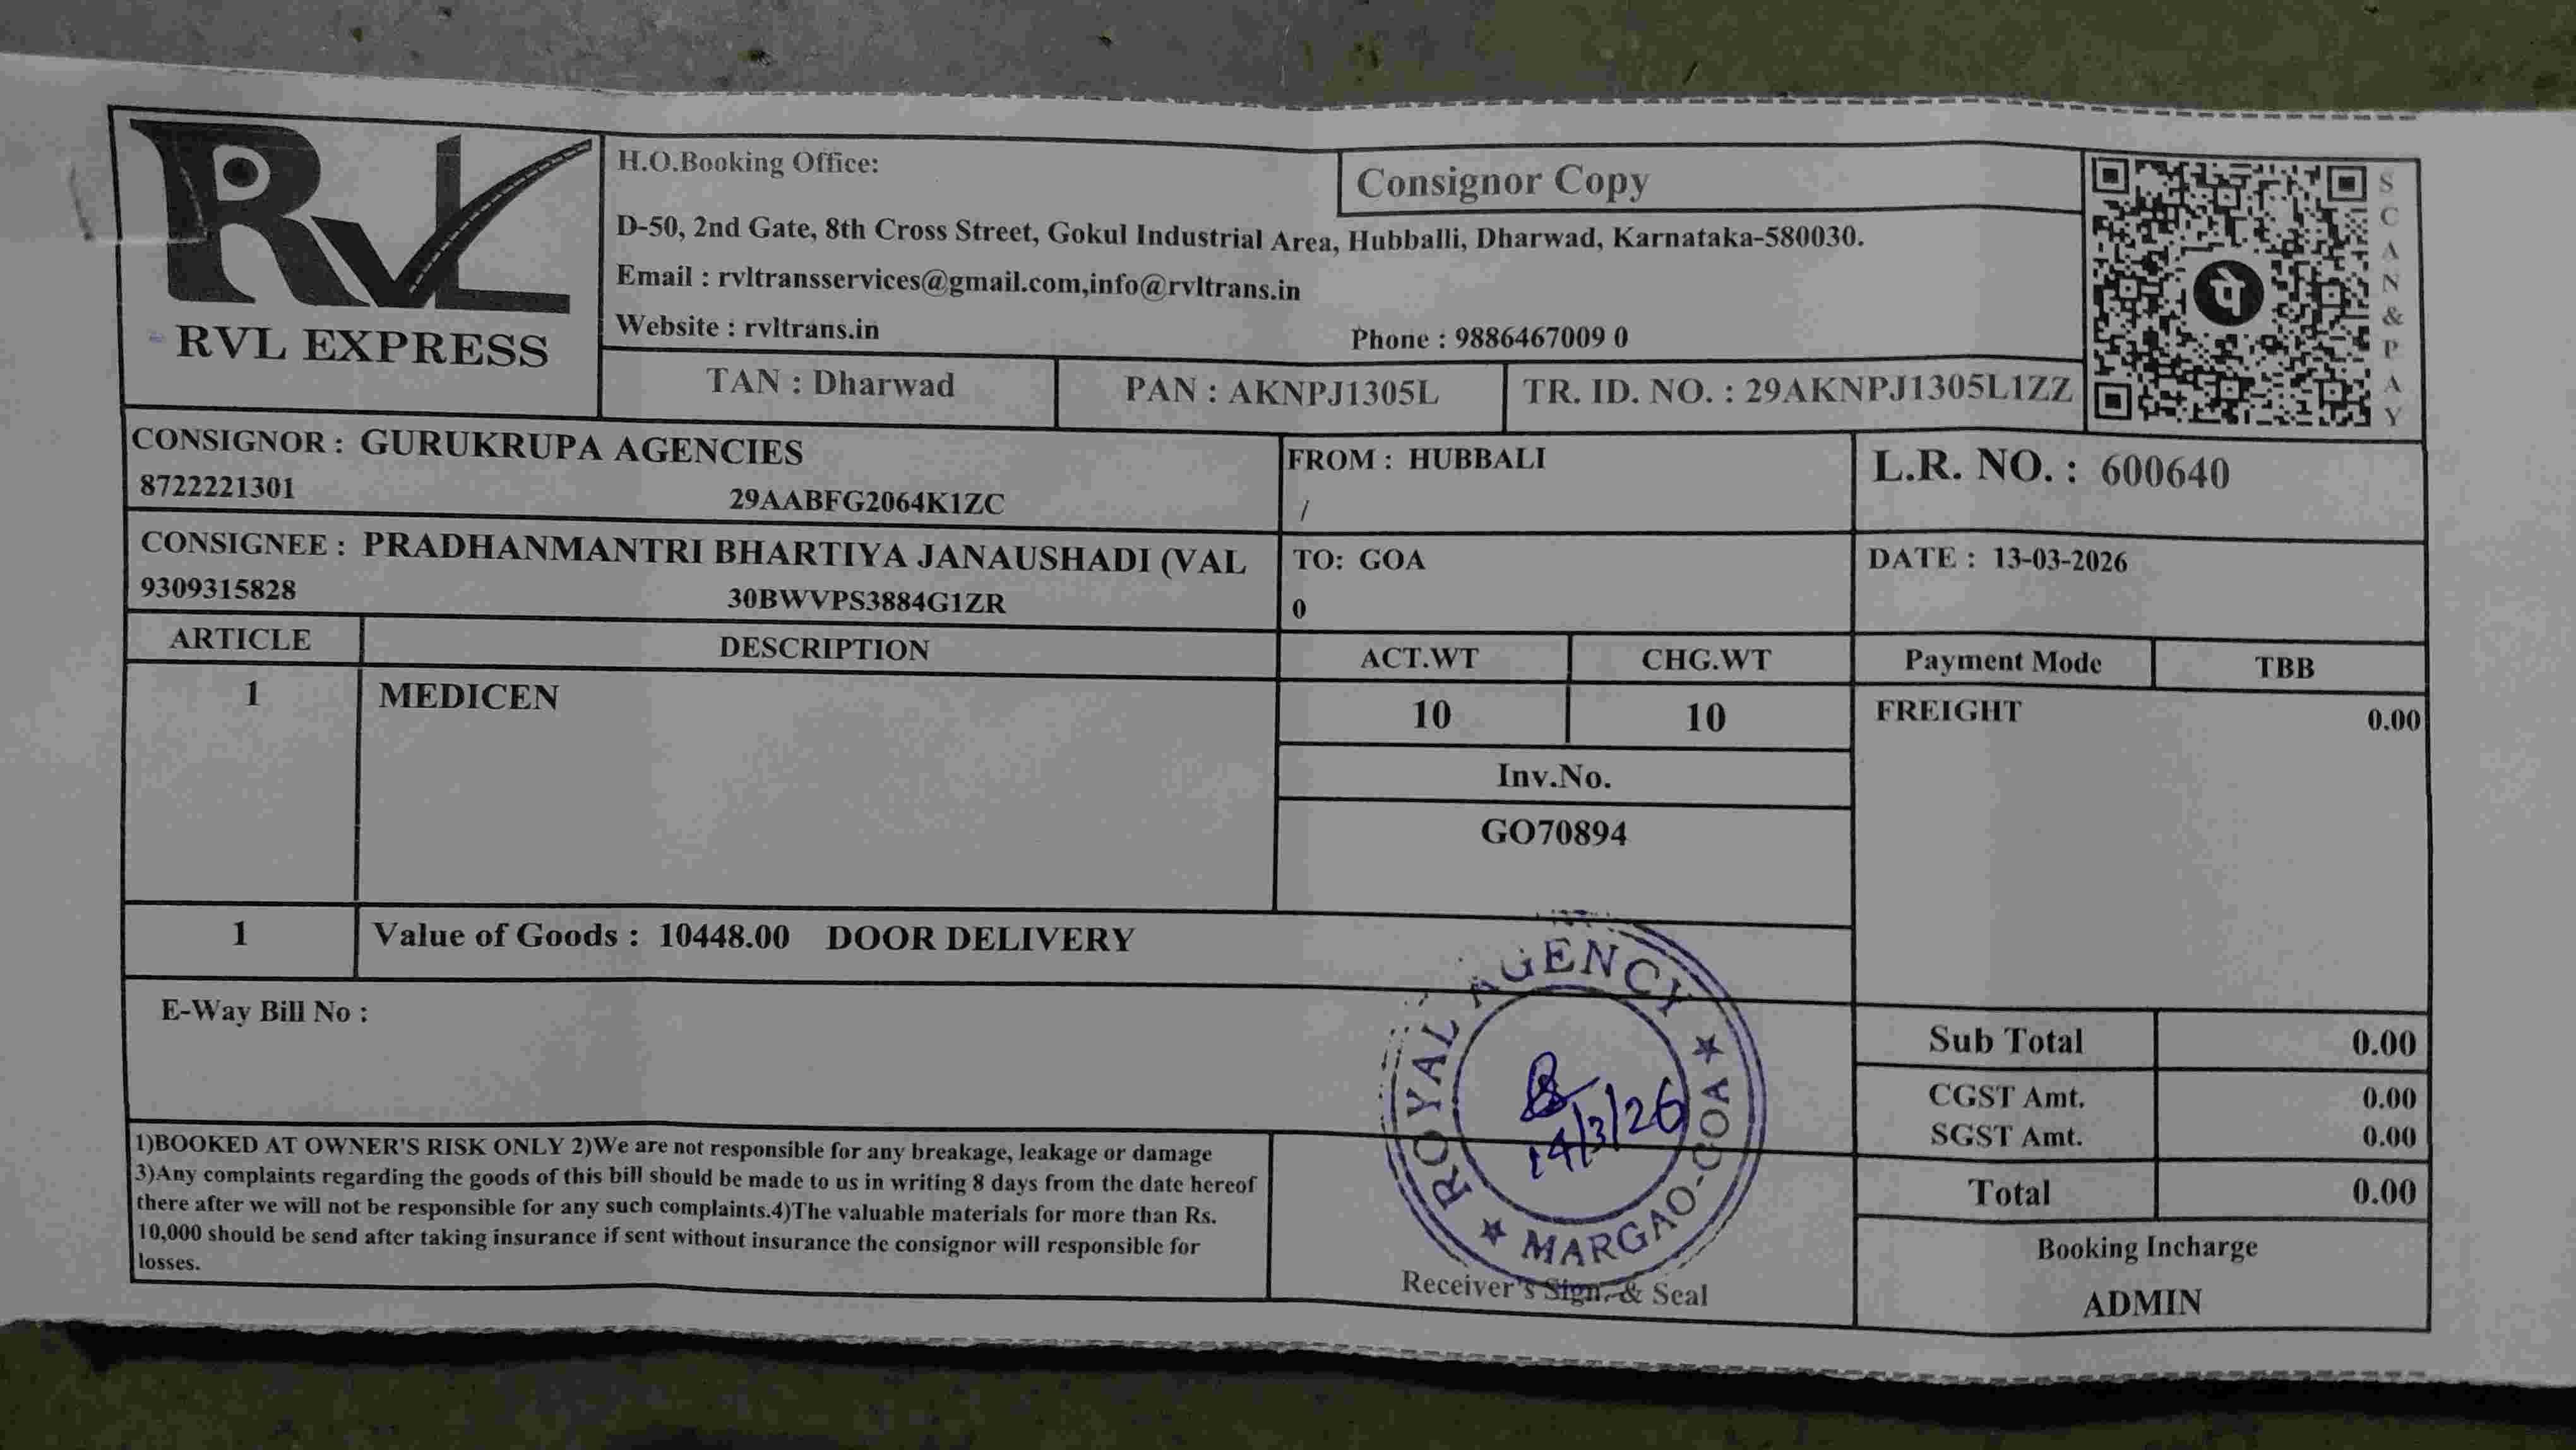 RVL
RVL EXPRESS
H.O.Booking Office:
Consignor Copy
D-50, 2nd Gate, 8th Cross Street, Gokul Industrial Area, Hubballi, Dharwad, Karnataka-580030.
Email : rvltransservices@gmail.com,info@rvltrans.in
Website : rvltrans.in
Phone : 9886467009 0
TAN : Dharwad
PAN : AKNPJ1305L
TR. ID. NO. : 29AKNPJ1305L1ZZ
पे
SCAN&PAY
CONSIGNOR : GURUKRUPA AGENCIES
8722221301 29AABFG2064K1ZC
FROM : HUBBALI
/
L.R. NO. : 600640
CONSIGNEE : PRADHANMANTRI BHARTIYA JANAUSHADI (VAL
9309315828 30BWVPS3884G1ZR
TO: GOA
0
DATE : 13-03-2026
ARTICLE DESCRIPTION ACT.WT CHG.WT Payment Mode TBB
1 MEDICEN 10 10 FREIGHT 0.00
Inv.No.
GO70894
1 Value of Goods : 10448.00 DOOR DELIVERY
E-Way Bill No :
Sub Total 0.00
CGST Amt. 0.00
SGST Amt. 0.00
Total 0.00
1)BOOKED AT OWNER'S RISK ONLY 2)We are not responsible for any breakage, leakage or damage
3)Any complaints regarding the goods of this bill should be made to us in writing 8 days from the date hereof
there after we will not be responsible for any such complaints.4)The valuable materials for more than Rs.
10,000 should be send after taking insurance if sent without insurance the consignor will responsible for
losses.
ROYAL AGENCY
★ MARGAO-GOA ★
14/3/26
Receiver's Sign. & Seal
Booking Incharge
ADMIN